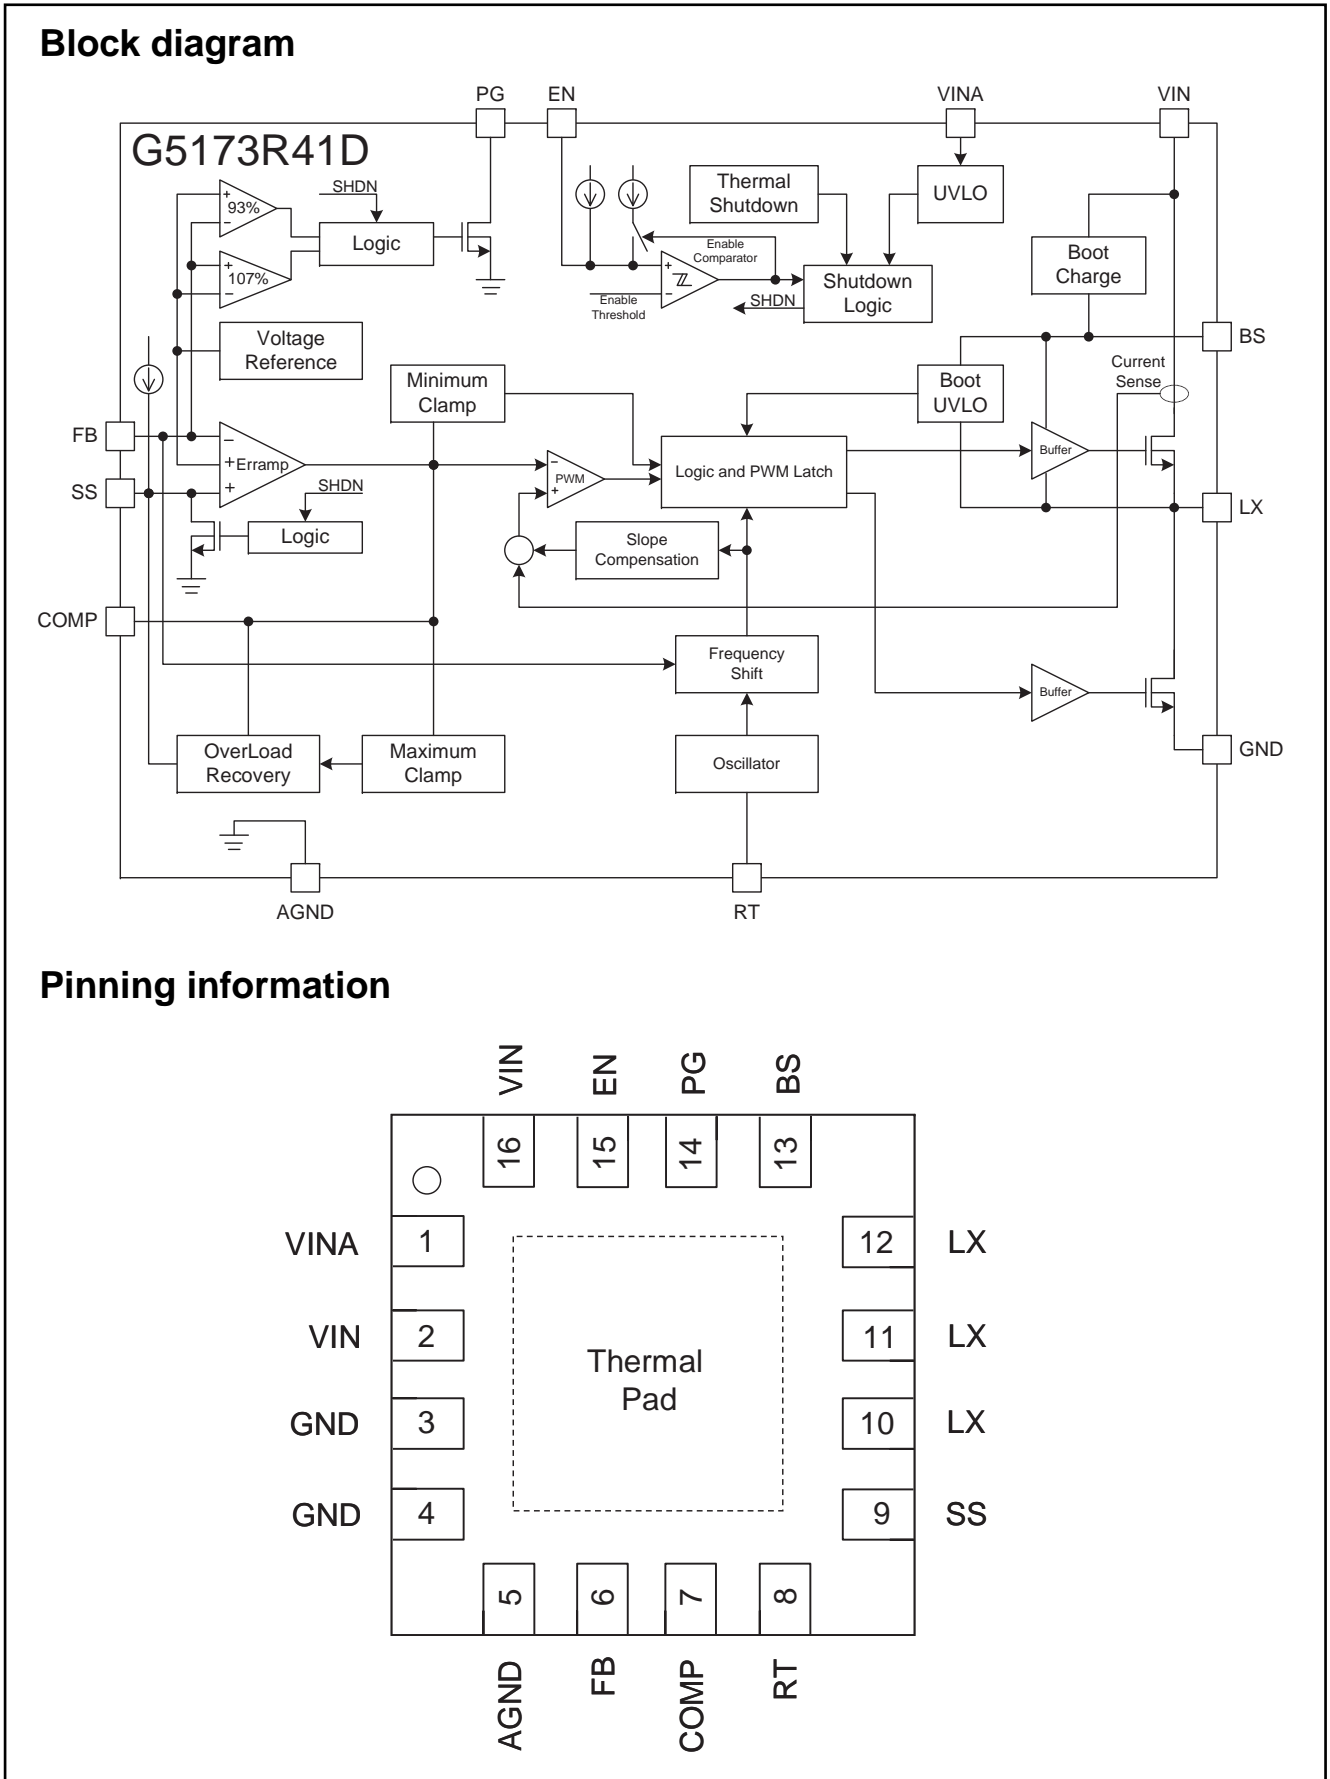 Block diagram
PG
EN
VINA
VIN
G5173R41D
SHDN
+
93%
−
Logic
+
107%
−
Thermal
Shutdown
UVLO
Enable
Comparator
+
−
Enable
Threshold
SHDN
Shutdown
Logic
Boot
Charge
Voltage
Reference
BS
Current
Sense
Minimum
Clamp
Boot
UVLO
FB
−
+
Erramp
+
SS
SHDN
Logic
−
PWM
+
Logic and PWM Latch
Buffer
LX
Slope
Compensation
COMP
Frequency
Shift
Buffer
OverLoad
Recovery
Maximum
Clamp
Oscillator
GND
AGND
RT
Pinning information
VIN
EN
PG
BS
16
15
14
13
VINA
1
12
LX
VIN
2
11
LX
Thermal
Pad
GND
3
10
LX
GND
4
9
SS
5
6
7
8
AGND
FB
COMP
RT